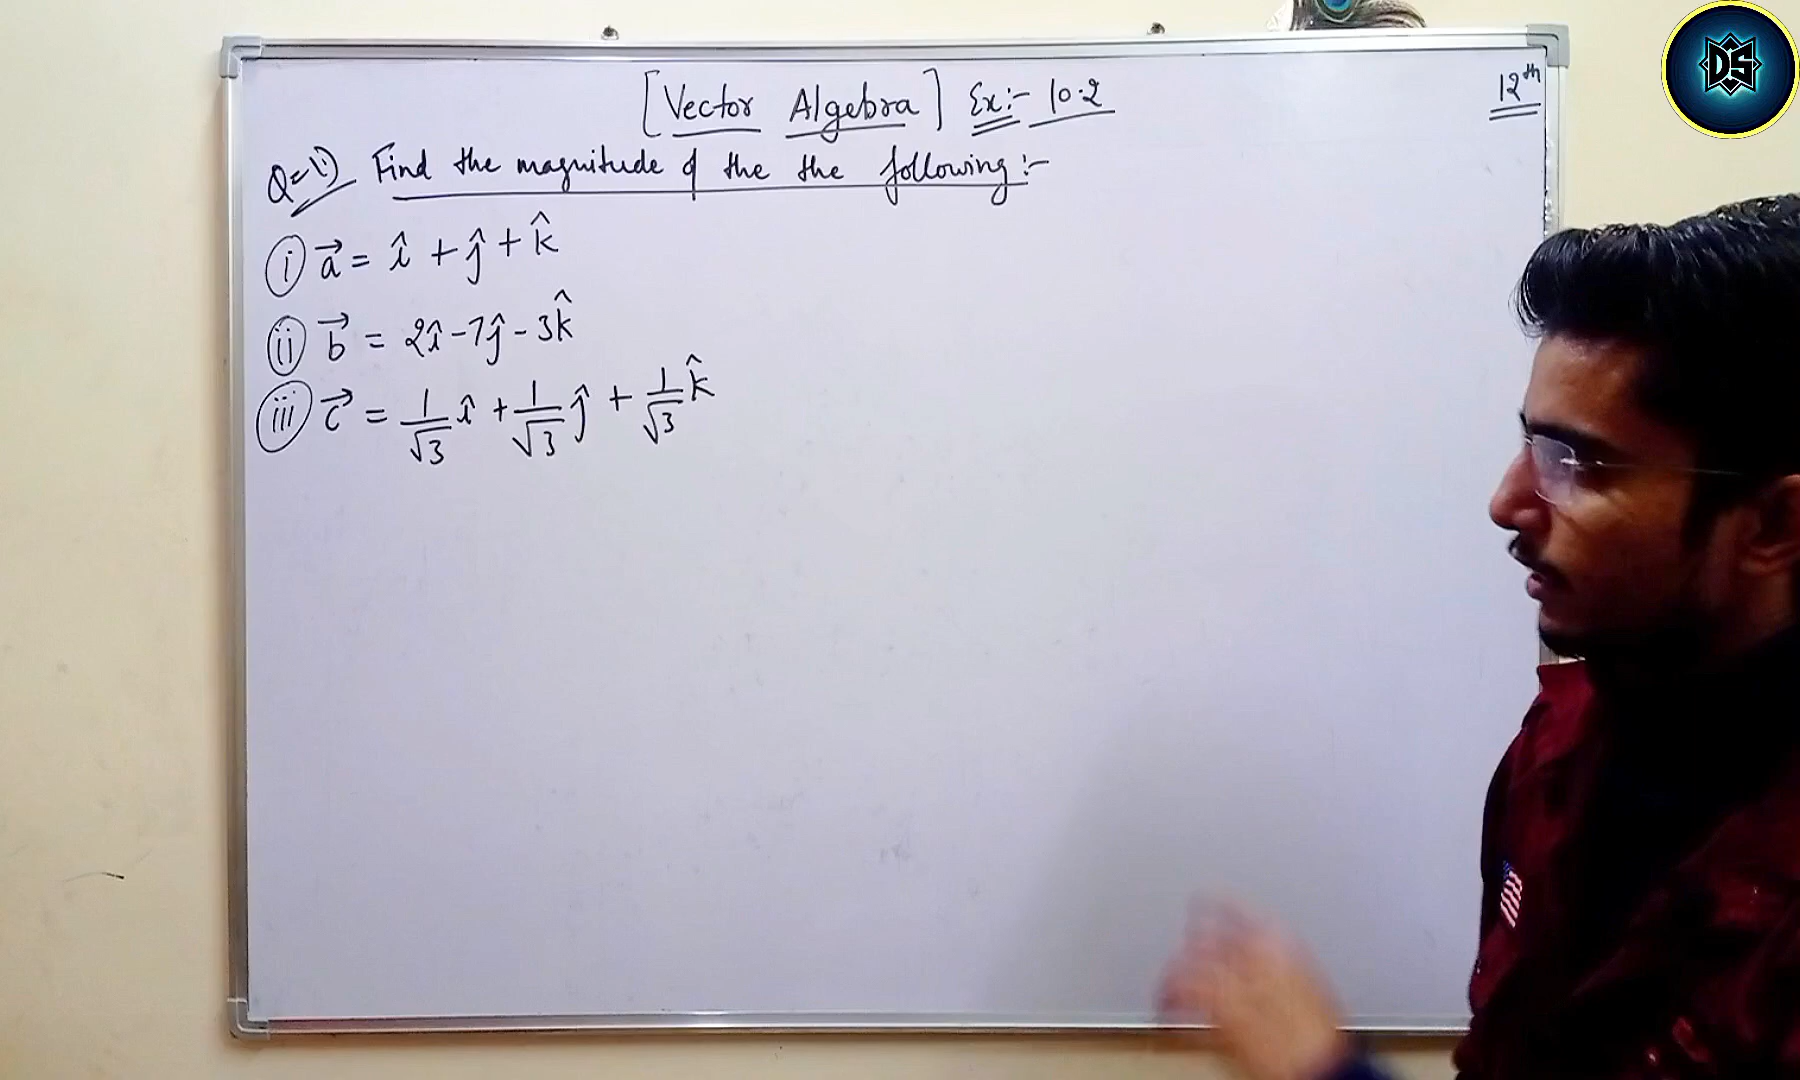 [Vector Algebra] Ex:- 10.2
12th
Q=1) Find the magnitude of the the following:-
(i) a⃗ = î + ĵ + k̂
(ii) b⃗ = 2î - 7ĵ - 3k̂
(iii) c⃗ = 1/√3 î + 1/√3 ĵ + 1/√3 k̂
DS